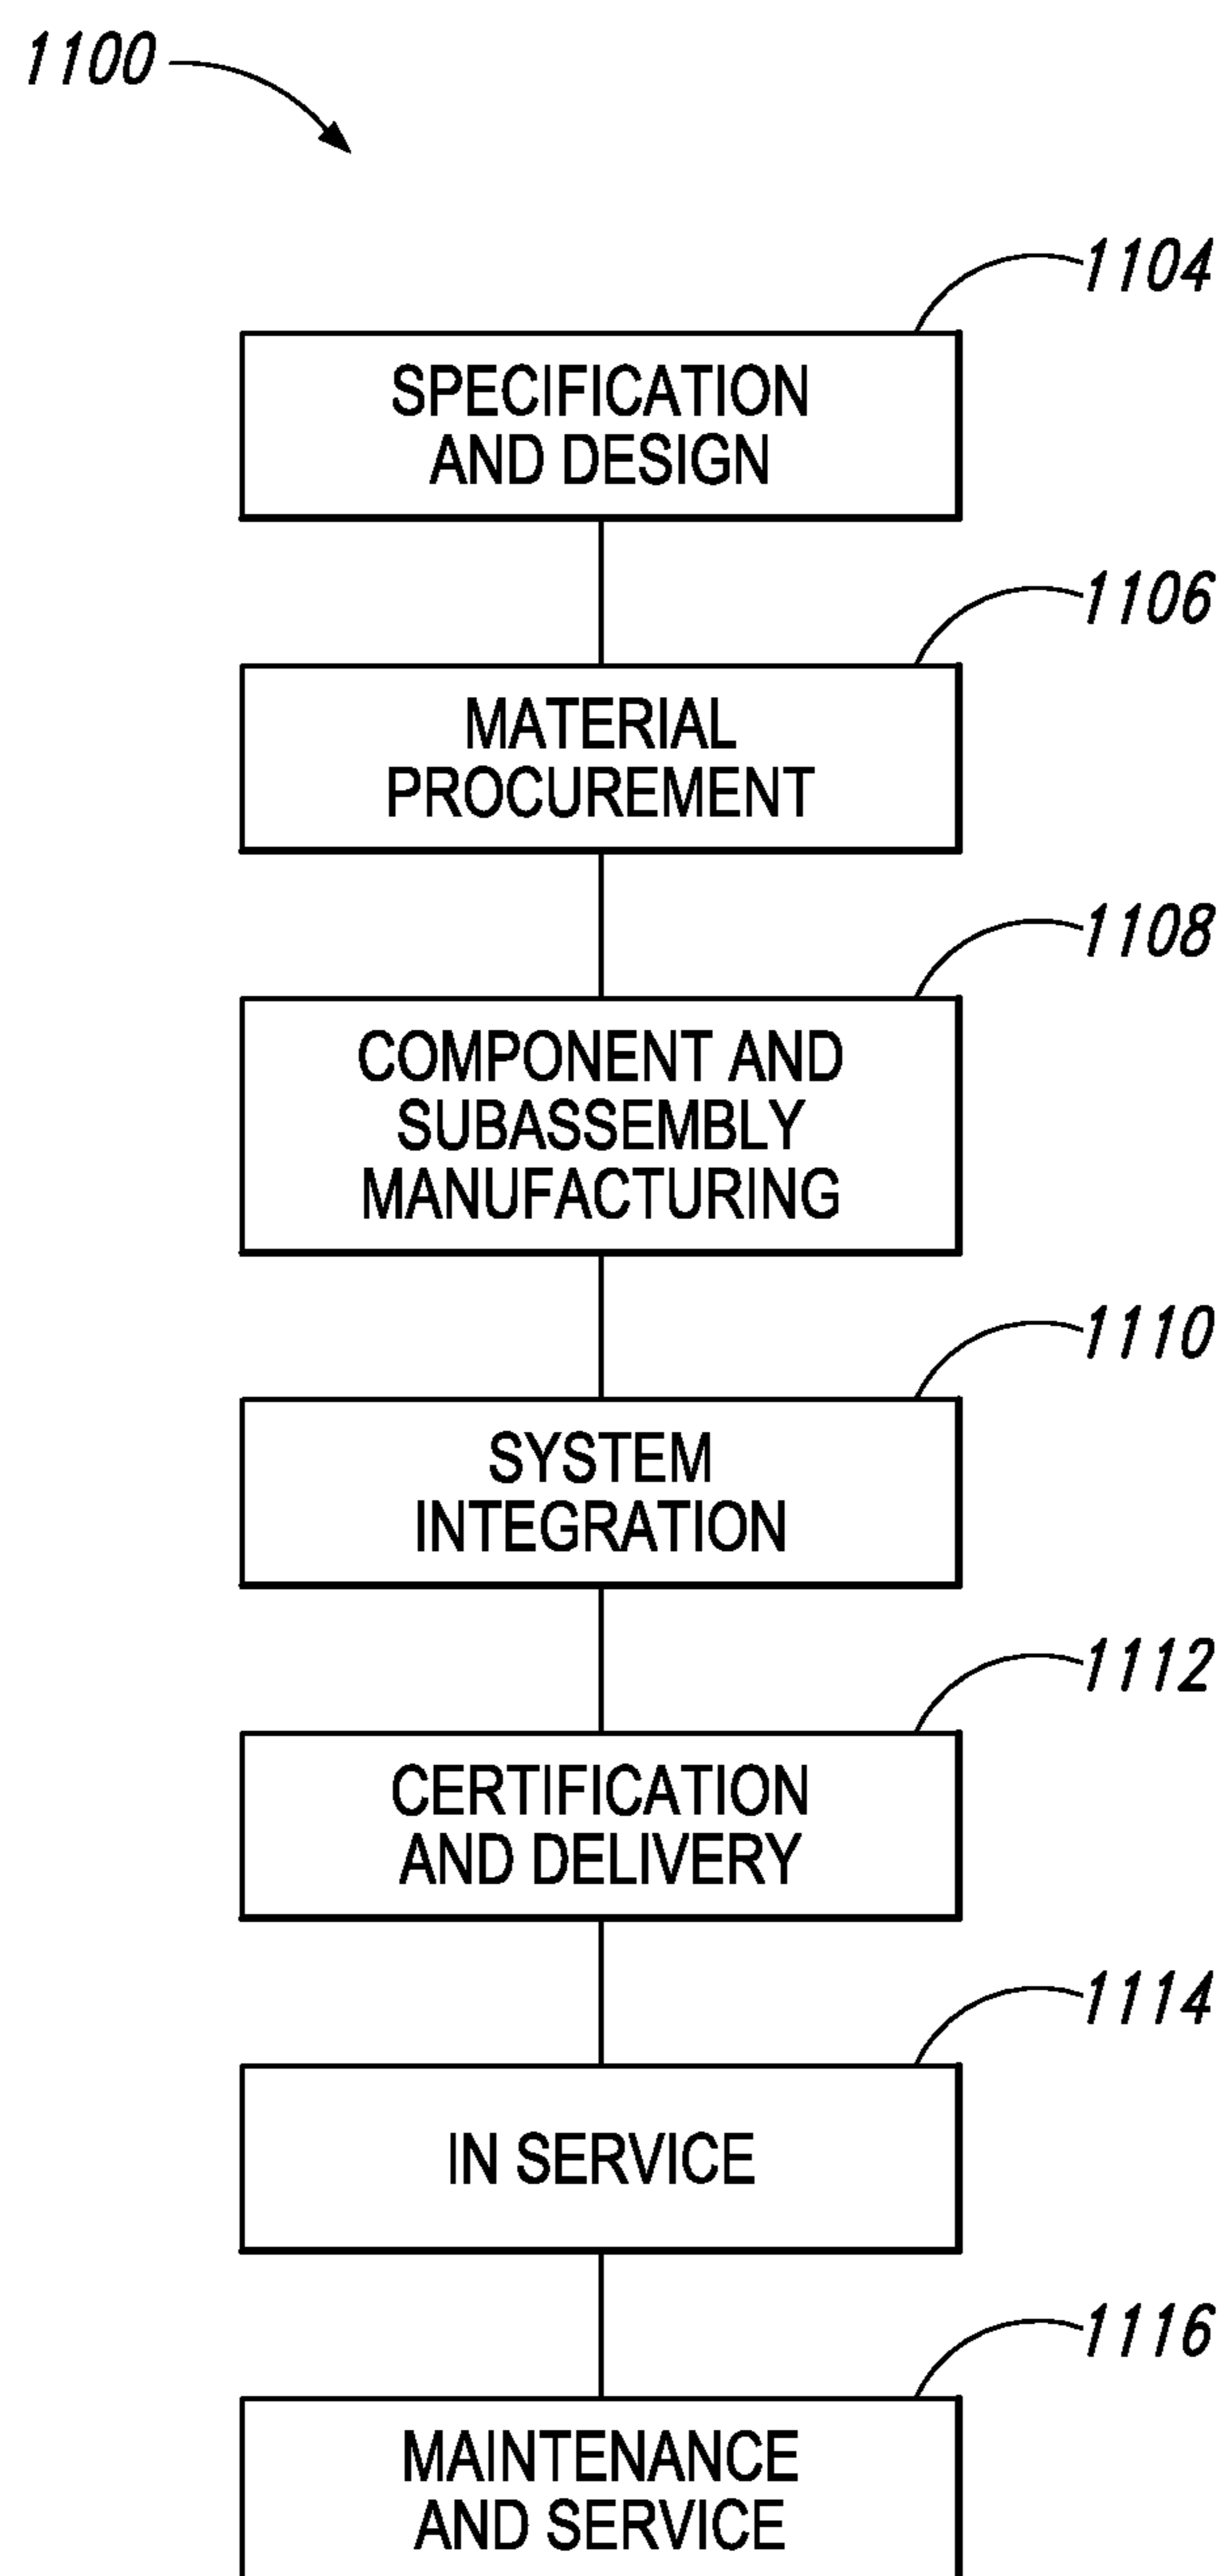 1100
1104
SPECIFICATION
AND DESIGN
1106
MATERIAL
PROCUREMENT
1108
COMPONENT AND
SUBASSEMBLY
MANUFACTURING
1110
SYSTEM
INTEGRATION
1112
CERTIFICATION
AND DELIVERY
1114
IN SERVICE
1116
MAINTENANCE
AND SERVICE